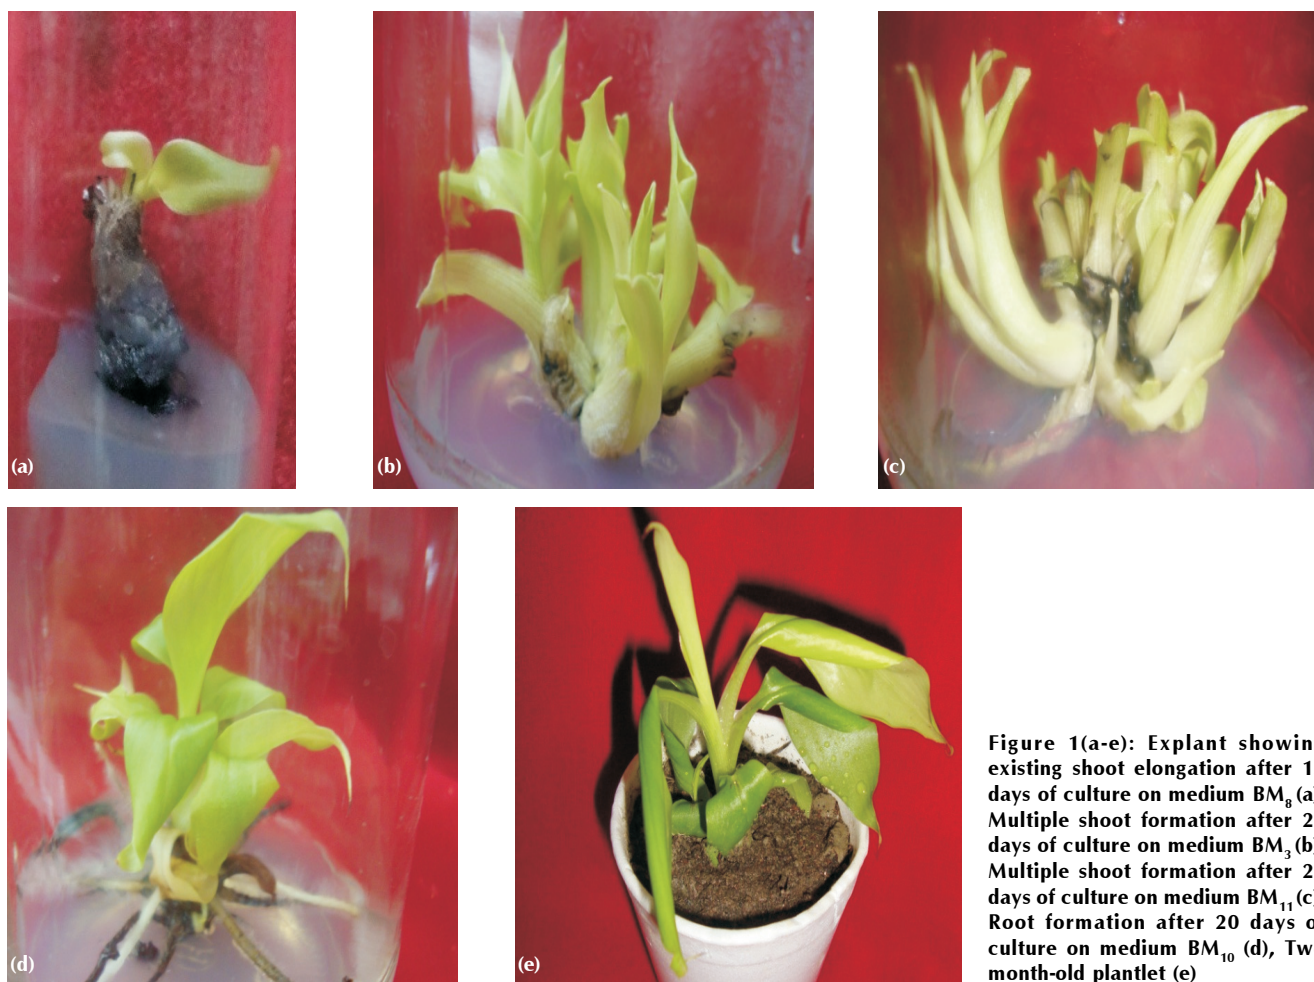 (a)
(b)
(c)
(d)
(e)
Figure 1(a-e): Explant showin
existing shoot elongation after 1
days of culture on medium BM₈ (a
Multiple shoot formation after 2
days of culture on medium BM₃ (b
Multiple shoot formation after 2
days of culture on medium BM₁₁ (c
Root formation after 20 days o
culture on medium BM₁₀ (d), Tw
month-old plantlet (e)